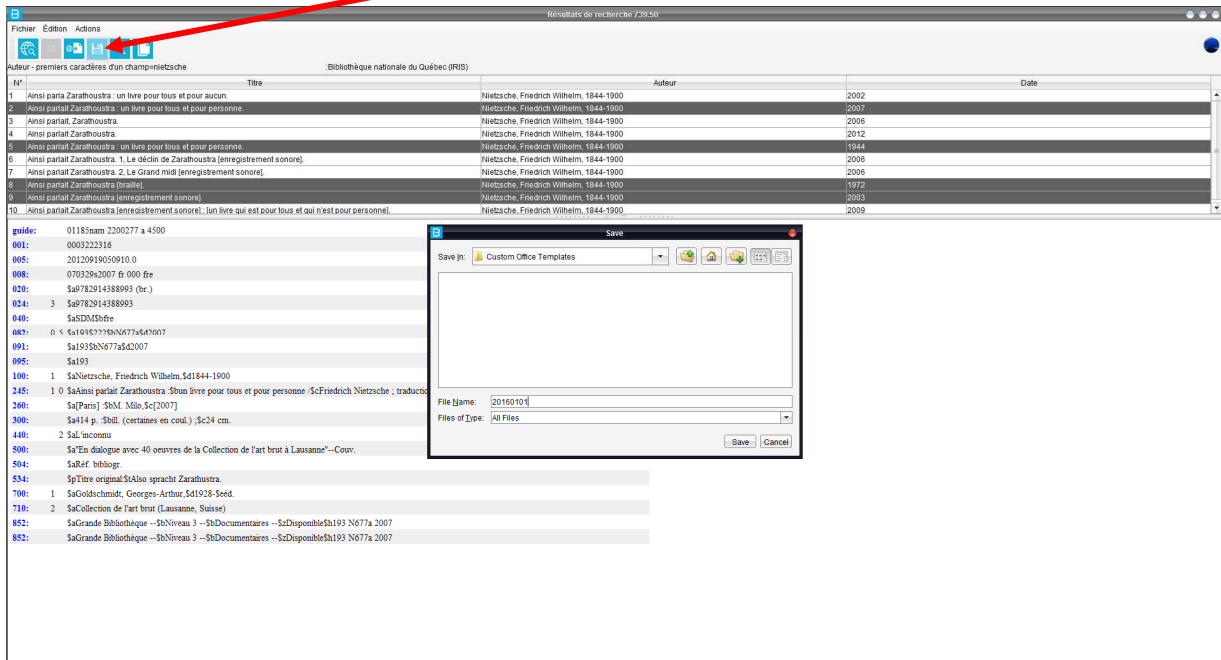 B Résultats de recherche Z39.50
Fichier Édition Actions
Auteur - premiers caractères d'un champ=nietzsche ;Bibliothèque nationale du Québec (IRIS)
N° Titre Auteur Date
1 Ainsi parla Zarathoustra : un livre pour tous et pour aucun. Nietzsche, Friedrich Wilhelm, 1844-1900 2002
2 Ainsi parlait Zarathoustra : un livre pour tous et pour personne. Nietzsche, Friedrich Wilhelm, 1844-1900 2007
3 Ainsi parlait, Zarathoustra. Nietzsche, Friedrich Wilhelm, 1844-1900 2006
4 Ainsi parlait Zarathoustra. Nietzsche, Friedrich Wilhelm, 1844-1900 2012
5 Ainsi parlait Zarathoustra : un livre pour tous et pour personne. Nietzsche, Friedrich Wilhelm, 1844-1900 1944
6 Ainsi parlait Zarathoustra. 1, Le déclin de Zarathoustra [enregistrement sonore]. Nietzsche, Friedrich Wilhelm, 1844-1900 2006
7 Ainsi parlait Zarathoustra. 2, Le Grand midi [enregistrement sonore]. Nietzsche, Friedrich Wilhelm, 1844-1900 2006
8 Ainsi parlait Zarathoustra [braille]. Nietzsche, Friedrich Wilhelm, 1844-1900 1972
9 Ainsi parlait Zarathoustra [enregistrement sonore]. Nietzsche, Friedrich Wilhelm, 1844-1900 2003
10 Ainsi parlait Zarathoustra [enregistrement sonore] : [un livre qui est pour tous et qui n'est pour personne]. Nietzsche, Friedrich Wilhelm, 1844-1900 2009
guide: 01185nam 2200277 a 4500
001: 0003222316
005: 20120919050910.0
008: 070329s2007 fr 000 fre
020: $a9782914388993 (br.)
024: 3 $a9782914388993
040: $aSDM$bfre
082: 0 5 $a193$222$bN677a$d2007
091: $a193$bN677a$d2007
095: $a193
100: 1 $aNietzsche, Friedrich Wilhelm,$d1844-1900
245: 1 0 $aAinsi parlait Zarathoustra :$bun livre pour tous et pour personne /$cFriedrich Nietzsche ; traductio
260: $a[Paris] :$bM. Milo,$c[2007]
300: $a414 p. :$bill. (certaines en coul.) ;$c24 cm.
440: 2 $aL'inconnu
500: $a"En dialogue avec 40 oeuvres de la Collection de l'art brut à Lausanne"--Couv.
504: $aRéf. bibliogr.
534: $pTitre original:$tAlso spracht Zarathustra.
700: 1 $aGoldschmidt, Georges-Arthur,$d1928-$eéd.
710: 2 $aCollection de l'art brut (Lausanne, Suisse)
852: $aGrande Bibliothèque --$bNiveau 3 --$bDocumentaires --$zDisponible$h193 N677a 2007
852: $aGrande Bibliothèque --$bNiveau 3 --$bDocumentaires --$zDisponible$h193 N677a 2007
B Save
Save In: Custom Office Templates
File Name: 20160101
Files of Type: All Files
Save Cancel